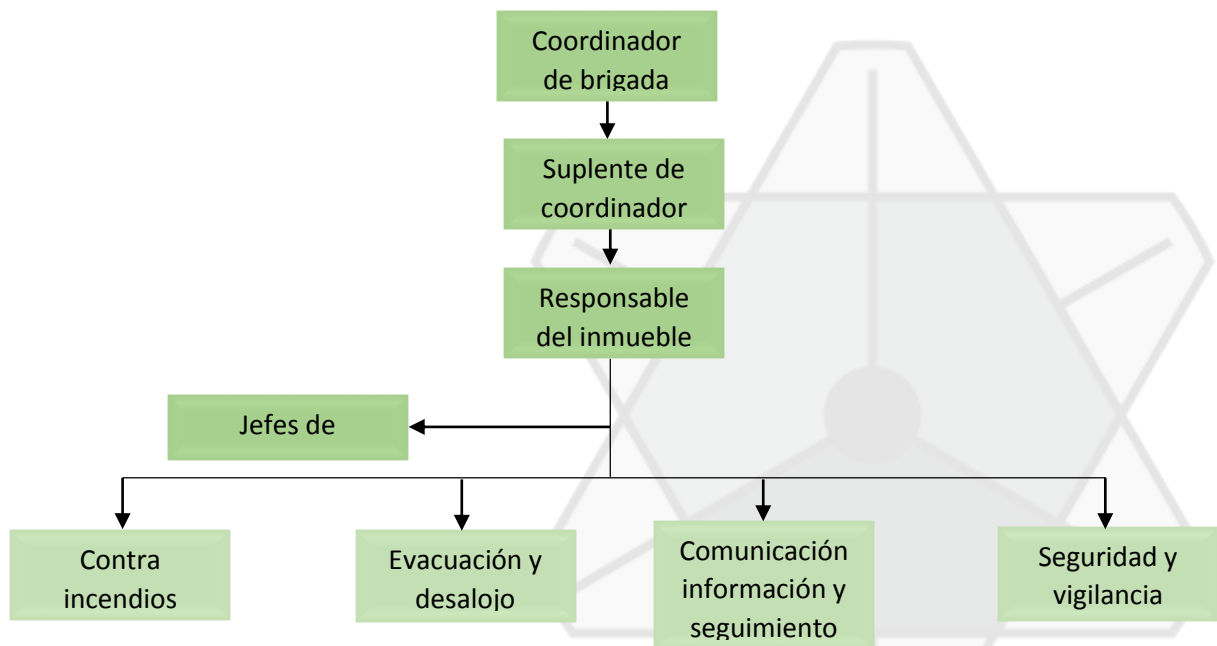 Coordinador
de brigada
Suplente de
coordinador
Responsable
del inmueble
Jefes de
Contra
incendios
Evacuación y
desalojo
Comunicación
información y
seguimiento
Seguridad y
vigilancia